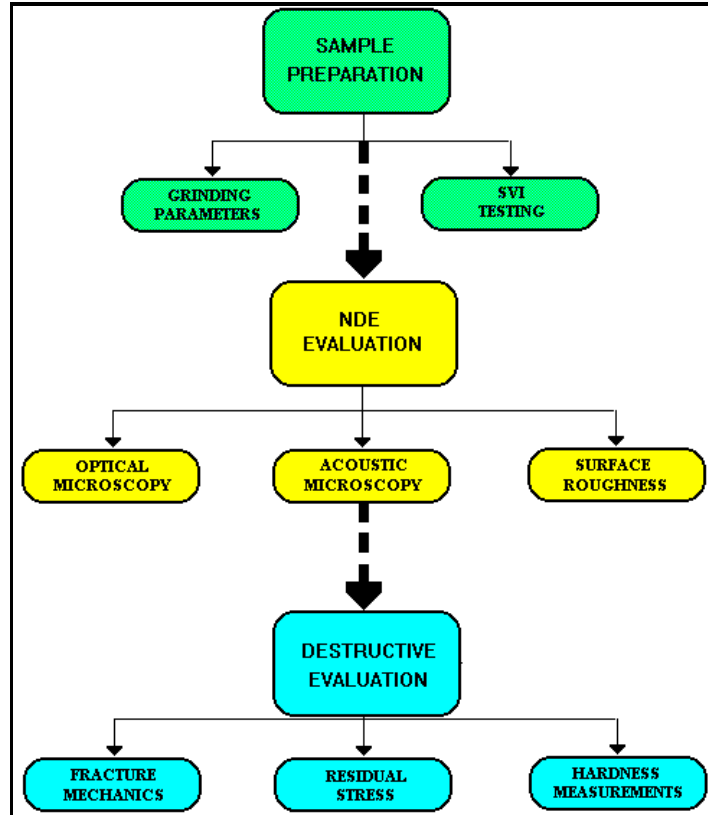 SAMPLE
PREPARATION
GRINDING
PARAMETERS
SVI
TESTING
NDE
EVALUATION
OPTICAL
MICROSCOPY
ACOUSTIC
MICROSCOPY
SURFACE
ROUGHNESS
DESTRUCTIVE
EVALUATION
FRACTURE
MECHANICS
RESIDUAL
STRESS
HARDNESS
MEASUREMENTS